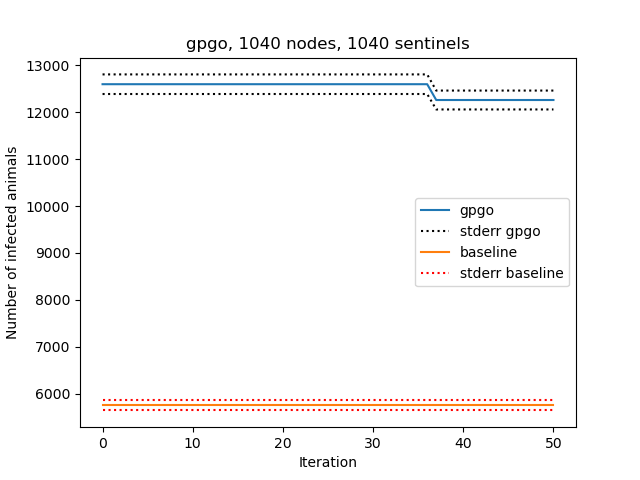 gpgo, 1040 nodes, 1040 sentinels
13000
12000
11000
10000
9000
8000
7000
6000
Number of infected animals
gpgo
stderr gpgo
baseline
stderr baseline
0 10 20 30 40 50
Iteration